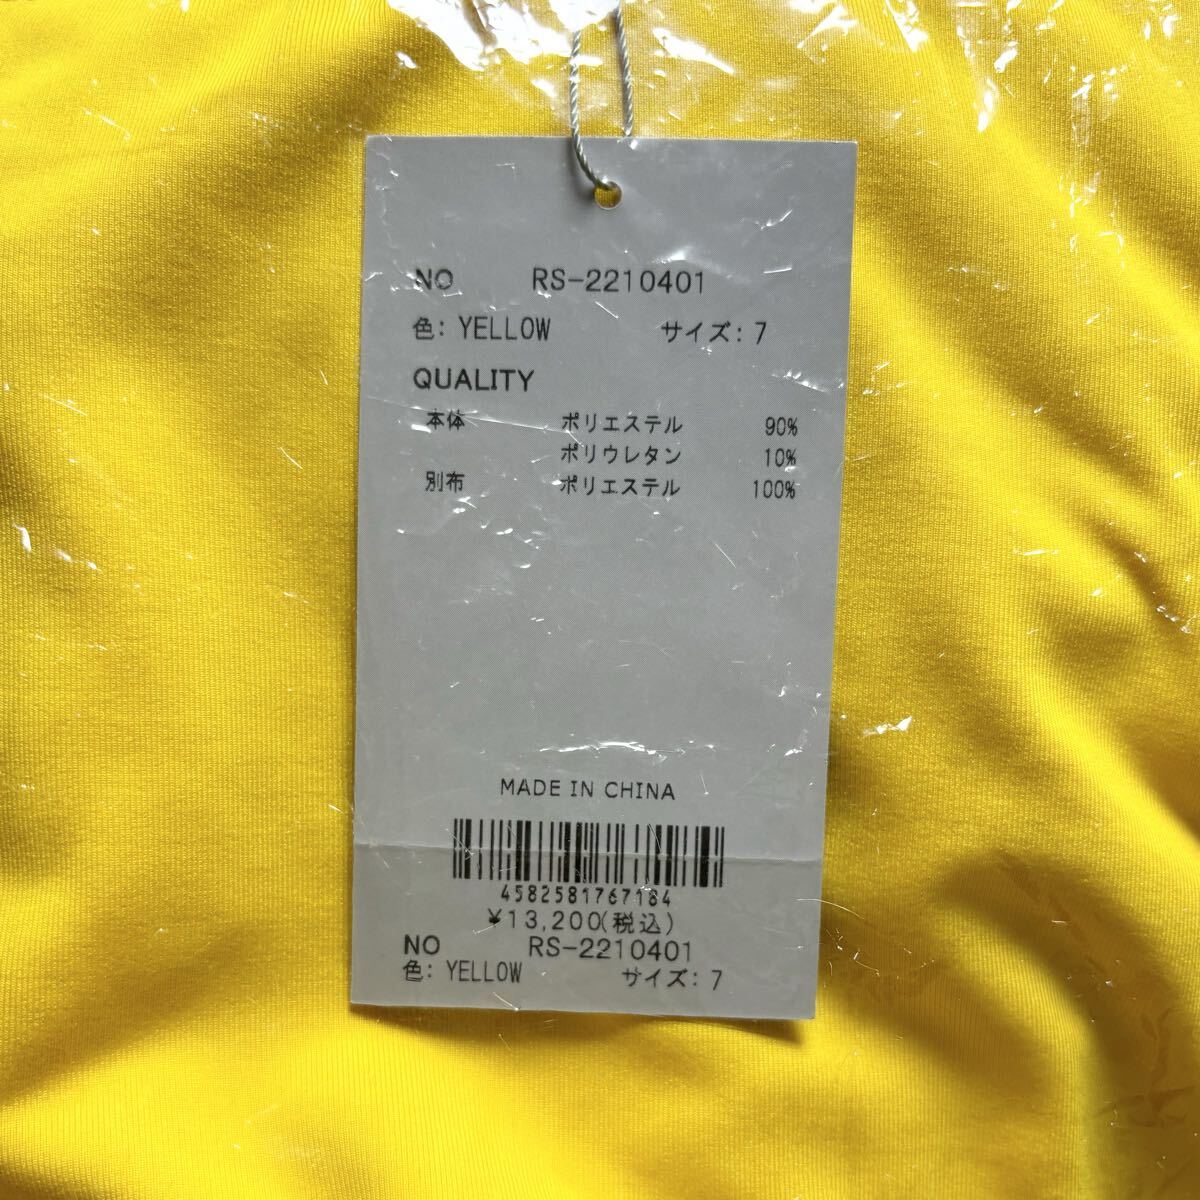 NO RS-2210401
色: YELLOW サイズ: 7
QUALITY
本体 ポリエステル 90%
ポリウレタン 10%
別布 ポリエステル 100%
MADE IN CHINA
4582581767184
¥13,200(税込)
NO RS-2210401
色: YELLOW サイズ: 7